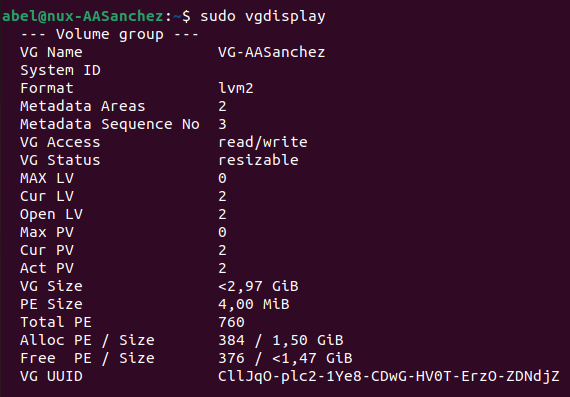 abel@nux-AASanchez:~$ sudo vgdisplay
--- Volume group ---
VG Name VG-AASanchez
System ID
Format lvm2
Metadata Areas 2
Metadata Sequence No 3
VG Access read/write
VG Status resizable
MAX LV 0
Cur LV 2
Open LV 2
Max PV 0
Cur PV 2
Act PV 2
VG Size <2,97 GiB
PE Size 4,00 MiB
Total PE 760
Alloc PE / Size 384 / 1,50 GiB
Free PE / Size 376 / <1,47 GiB
VG UUID CllJqO-plc2-1Ye8-CDwG-HV0T-ErzO-ZDNdjZ